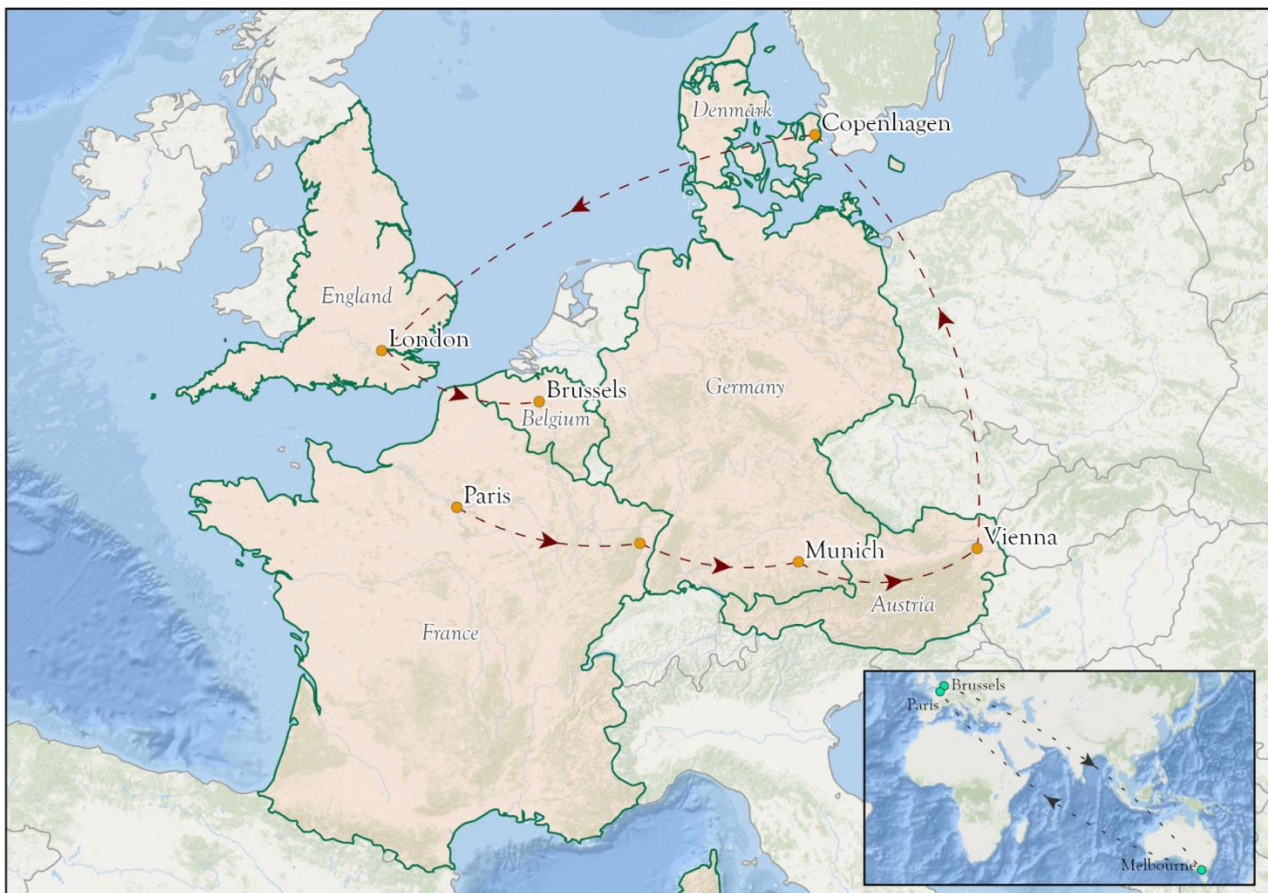 Denmark
Copenhagen
England
London
Brussels
Belgium
Germany
Paris
Munich
Vienna
Austria
France
Brussels
Paris
Melbourne